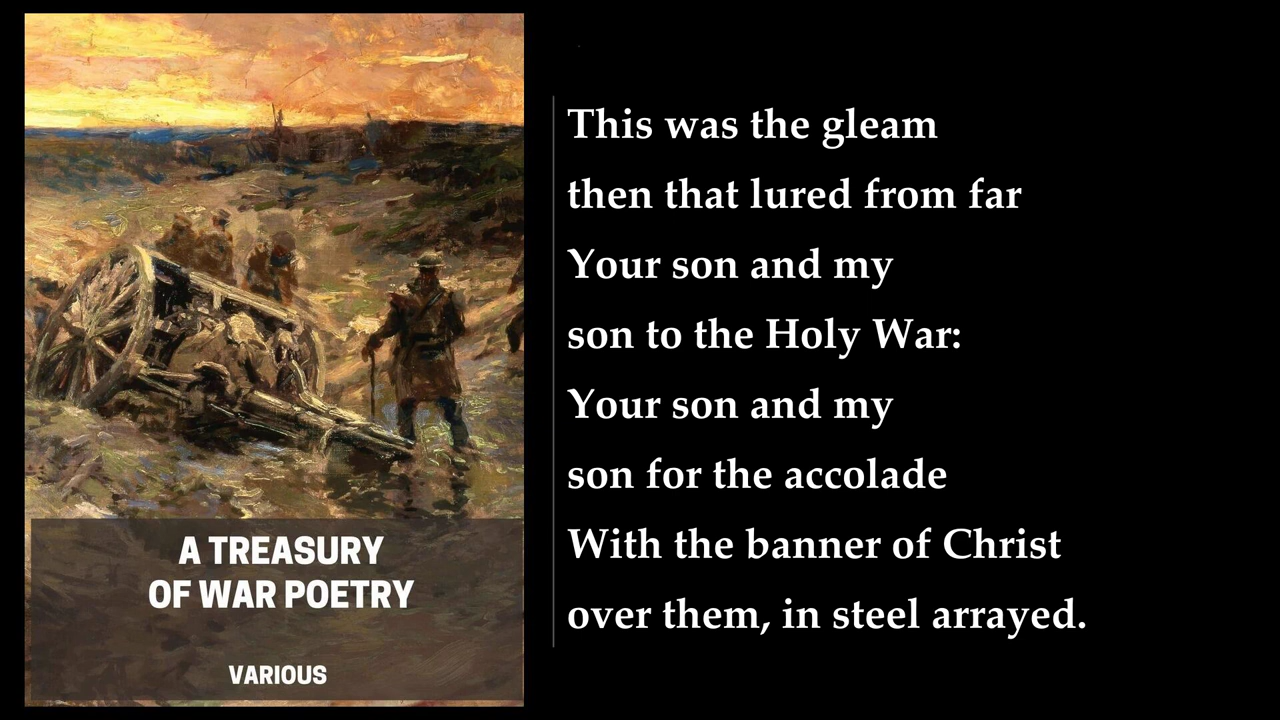 This was the gleam
then that lured from far
Your son and my
son to the Holy War:
Your son and my
son for the accolade
With the banner of Christ
over them, in steel arrayed.
A TREASURY
OF WAR POETRY
VARIOUS